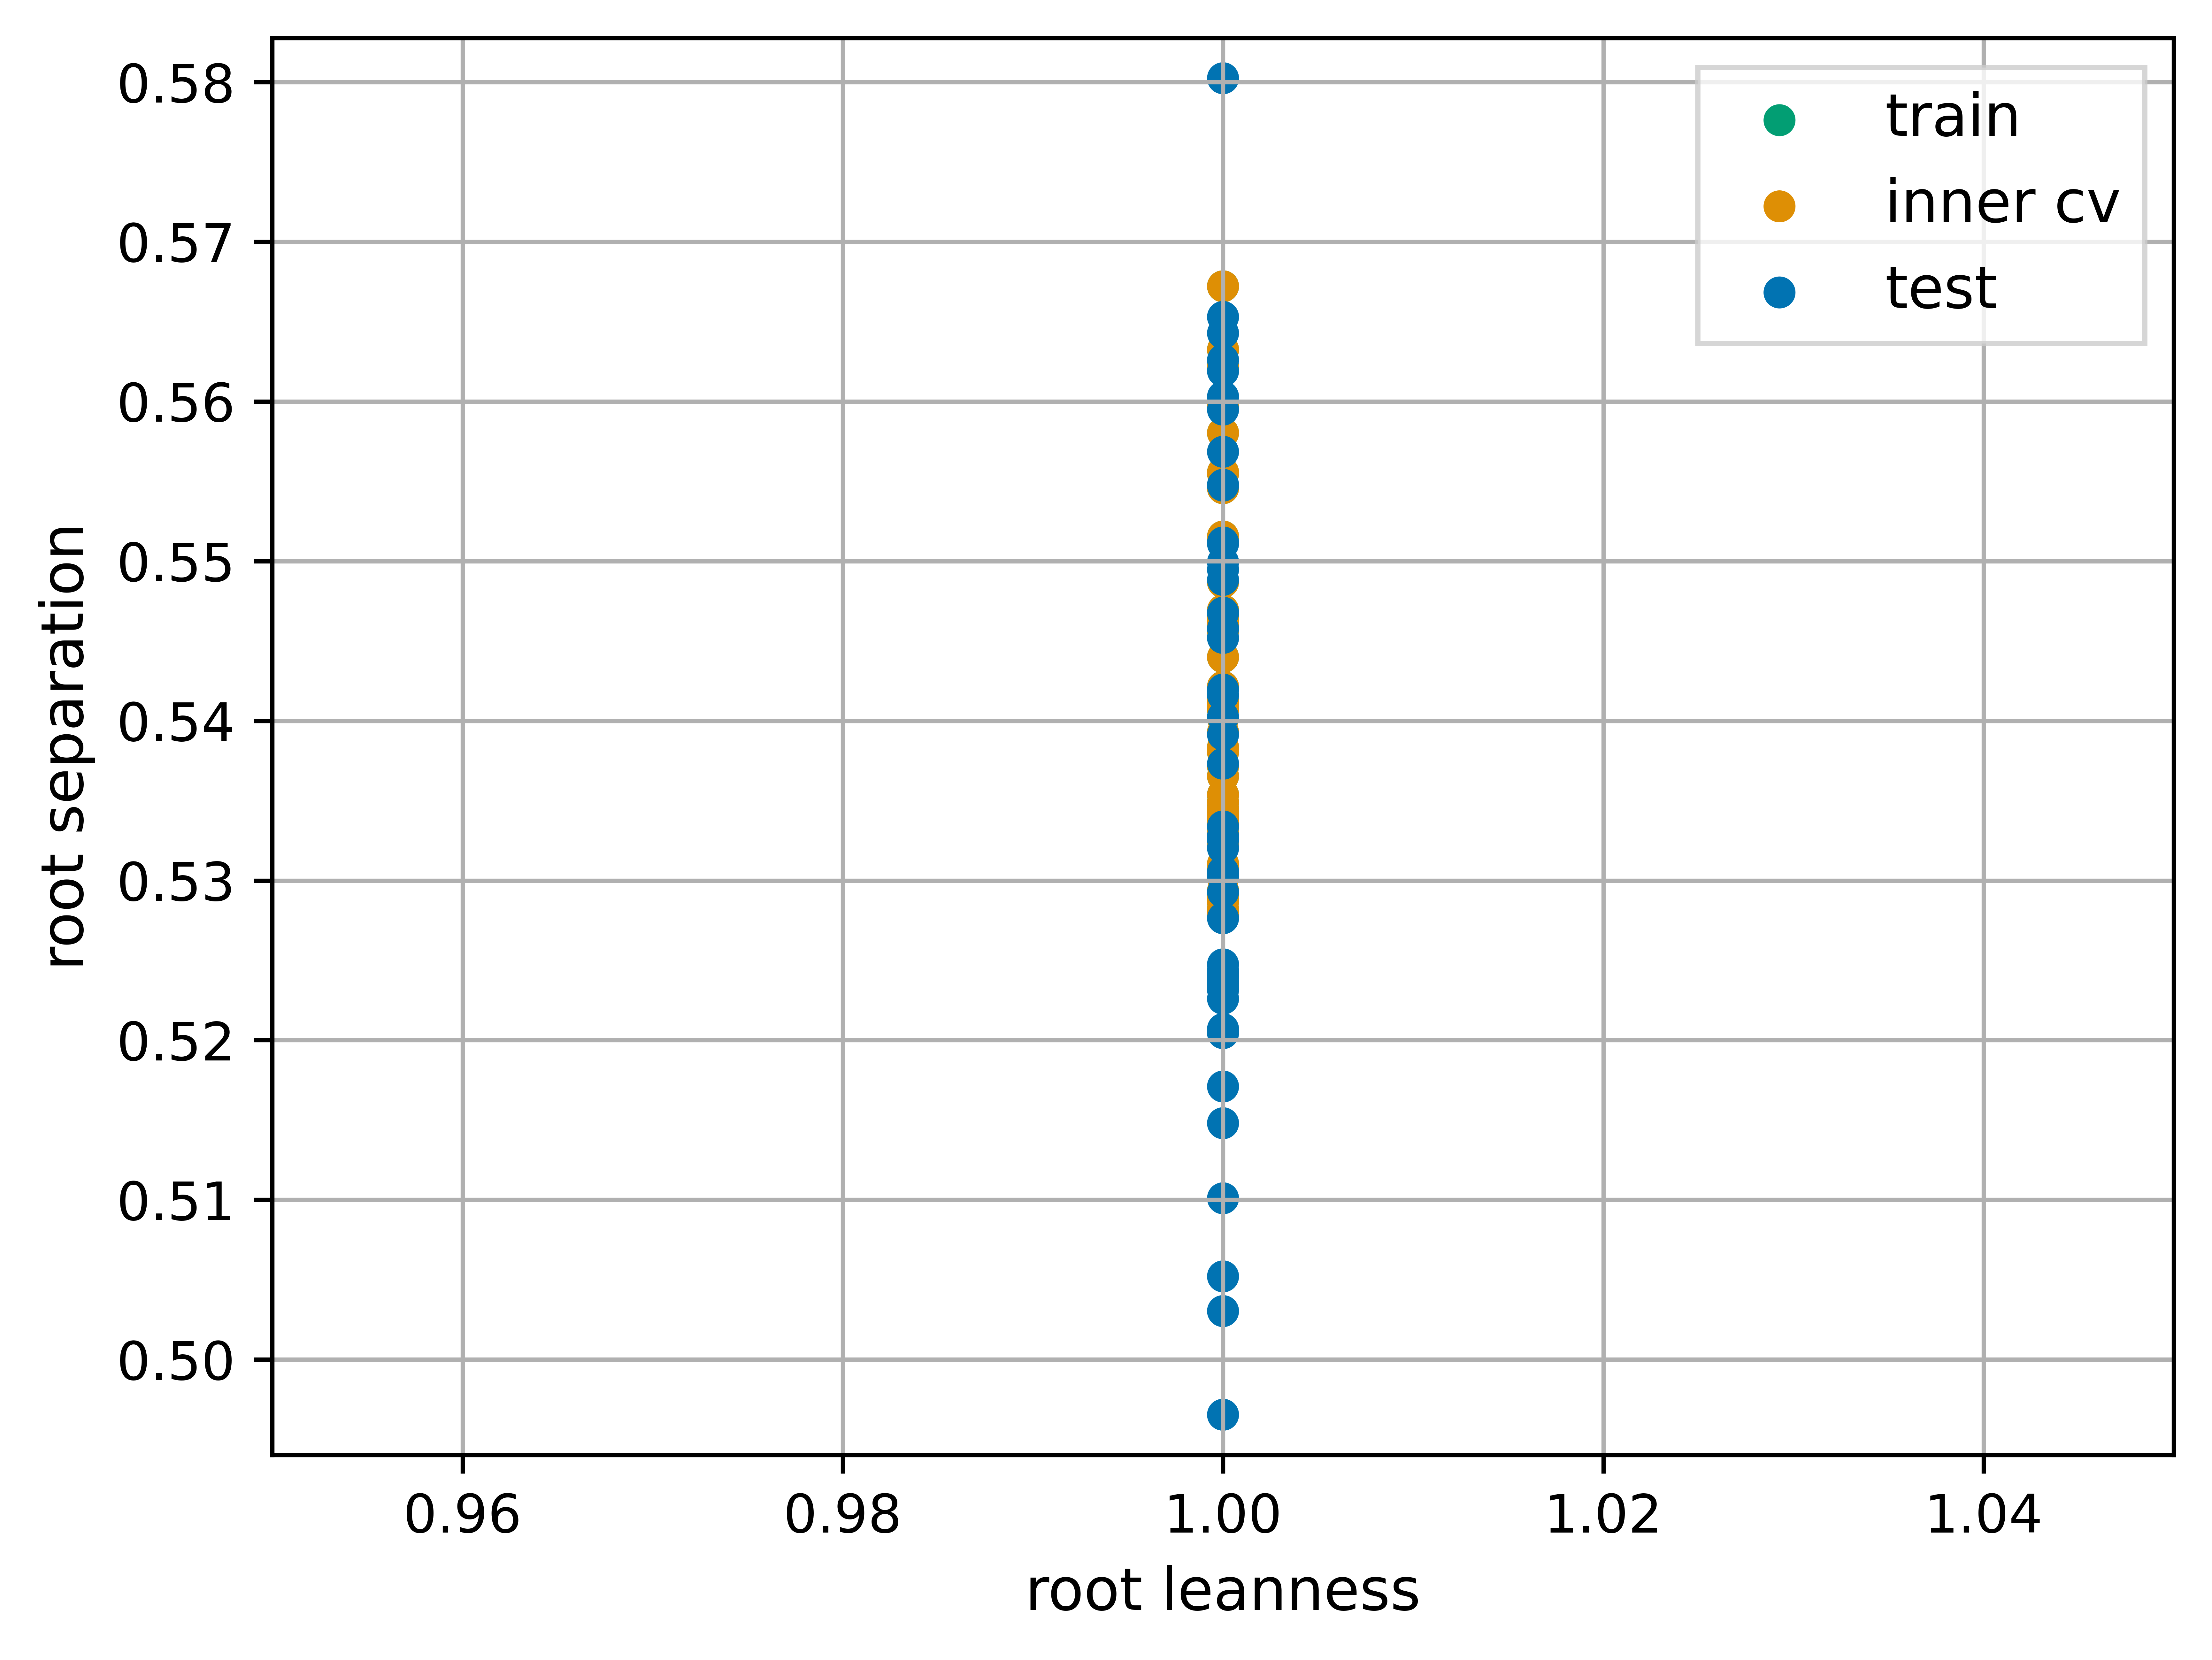 train
inner cv
test
0.58
0.57
0.56
0.55
0.54
0.53
0.52
0.51
0.50
root separation
0.96 0.98 1.00 1.02 1.04
root leanness